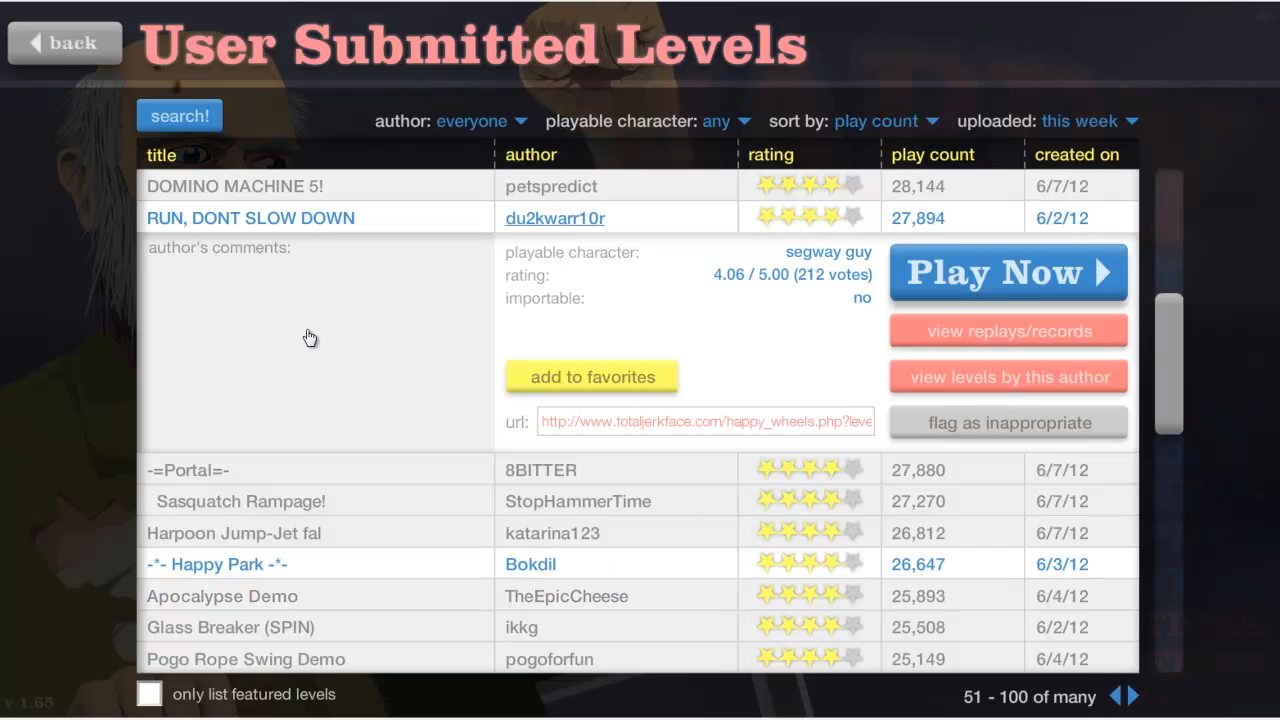 back
User Submitted Levels
search!
author: everyone playable character: any sort by: play count uploaded: this week
title author rating play count created on
DOMINO MACHINE 5! petspredict 28,144 6/7/12
RUN, DONT SLOW DOWN du2kwarr10r 27,894 6/2/12
author's comments:
playable character: segway guy
rating: 4.06 / 5.00 (212 votes)
importable: no
Play Now
view replays/records
add to favorites
view levels by this author
url: http://www.totaljerkface.com/happy_wheels.php?leve
flag as inappropriate
-=Portal=- 8BITTER 27,880 6/7/12
Sasquatch Rampage! StopHammerTime 27,270 6/7/12
Harpoon Jump-Jet fal katarina123 26,812 6/7/12
-*- Happy Park -*- Bokdil 26,647 6/3/12
Apocalypse Demo TheEpicCheese 25,893 6/4/12
Glass Breaker (SPIN) ikkg 25,508 6/2/12
Pogo Rope Swing Demo pogoforfun 25,149 6/4/12
only list featured levels
51 - 100 of many
v 1.65